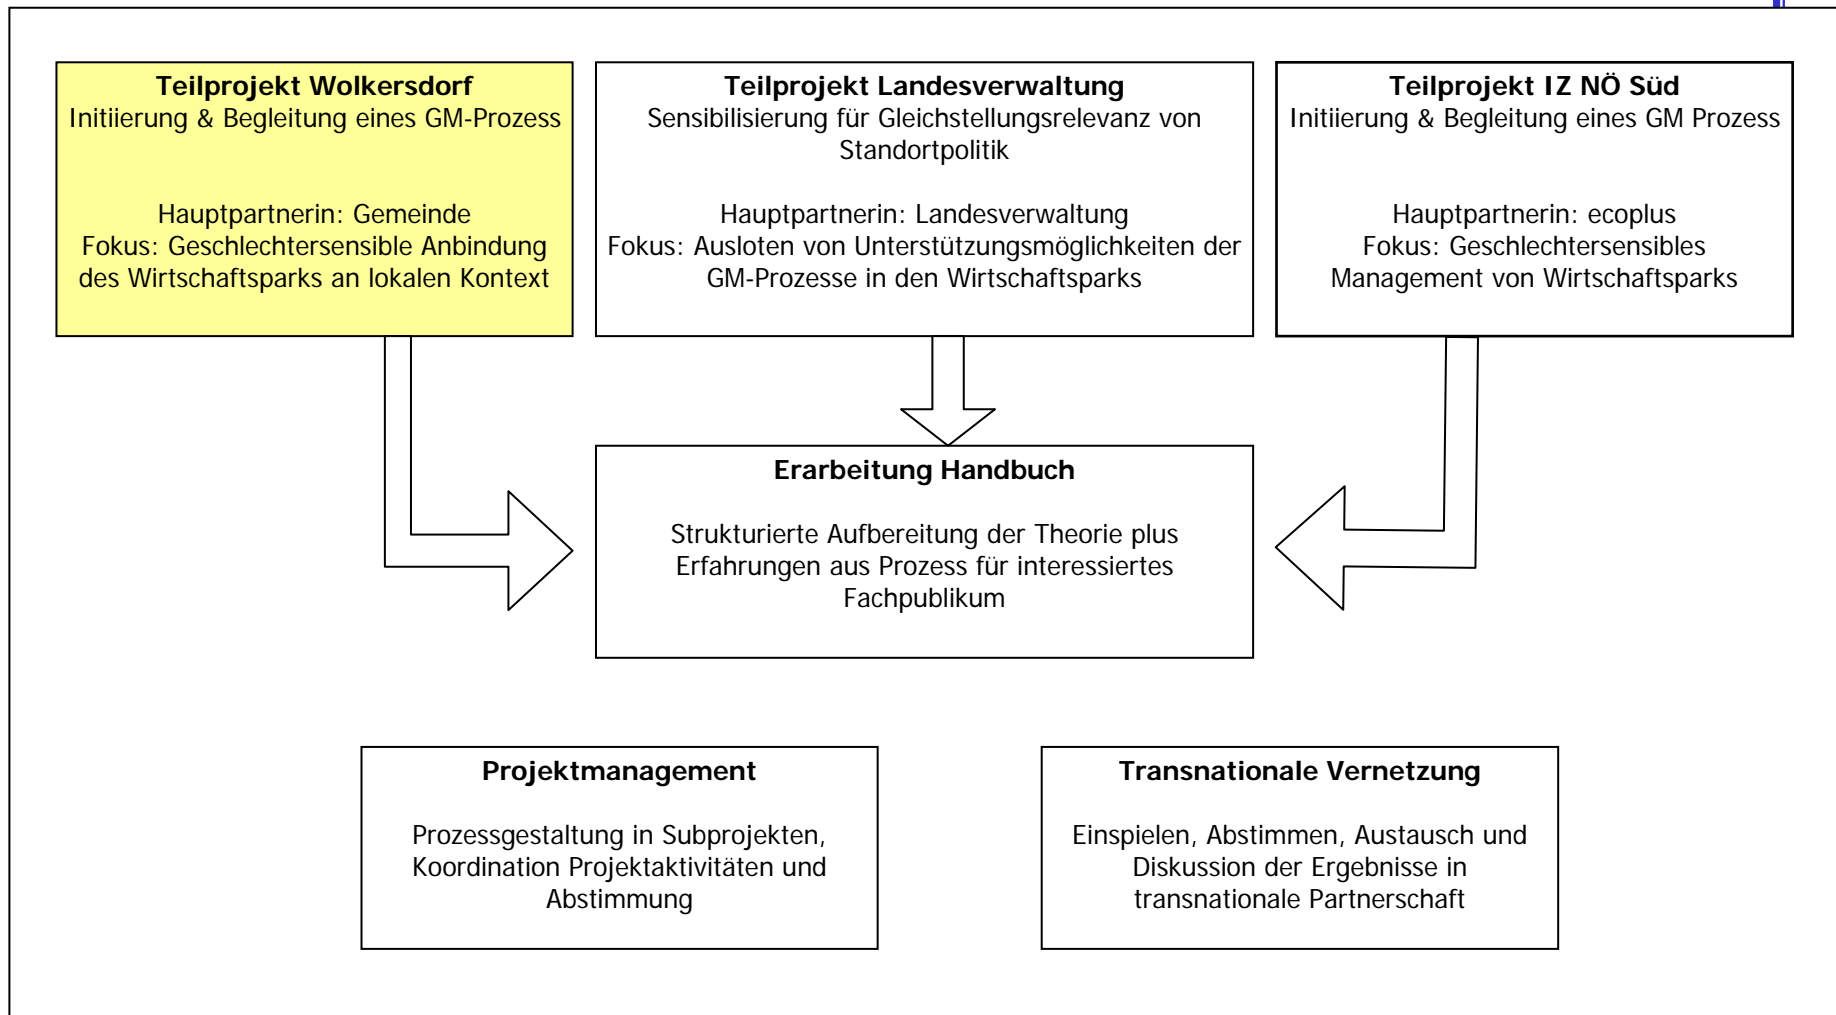 Teilprojekt Wolkersdorf
Initiierung & Begleitung eines GM-Prozess
Hauptpartnerin: Gemeinde
Fokus: Geschlechtersensible Anbindung
des Wirtschaftsparks an lokalen Kontext
Teilprojekt Landesverwaltung
Sensibilisierung für Gleichstellungsrelevanz von
Standortpolitik
Hauptpartnerin: Landesverwaltung
Fokus: Ausloten von Unterstützungsmöglichkeiten der
GM-Prozesse in den Wirtschaftsparks
Teilprojekt IZ NÖ Süd
Initiierung & Begleitung eines GM Prozess
Hauptpartnerin: ecoplus
Fokus: Geschlechtersensibles
Management von Wirtschaftsparks
Erarbeitung Handbuch
Strukturierte Aufbereitung der Theorie plus
Erfahrungen aus Prozess für interessiertes
Fachpublikum
Projektmanagement
Prozessgestaltung in Subprojekten,
Koordination Projektaktivitäten und
Abstimmung
Transnationale Vernetzung
Einspielen, Abstimmen, Austausch und
Diskussion der Ergebnisse in
transnationale Partnerschaft